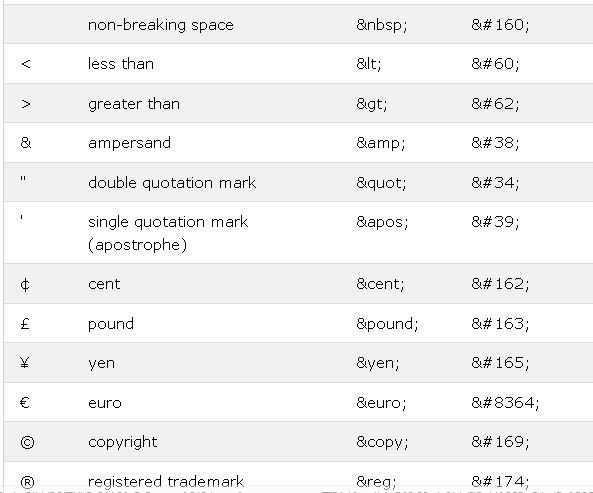 non-breaking space &nbsp; &#160;
< less than &lt; &#60;
> greater than &gt; &#62;
& ampersand &amp; &#38;
" double quotation mark &quot; &#34;
' single quotation mark &apos; &#39;
(apostrophe)
¢ cent &cent; &#162;
£ pound &pound; &#163;
¥ yen &yen; &#165;
€ euro &euro; &#8364;
© copyright &copy; &#169;
® registered trademark &reg; &#174;